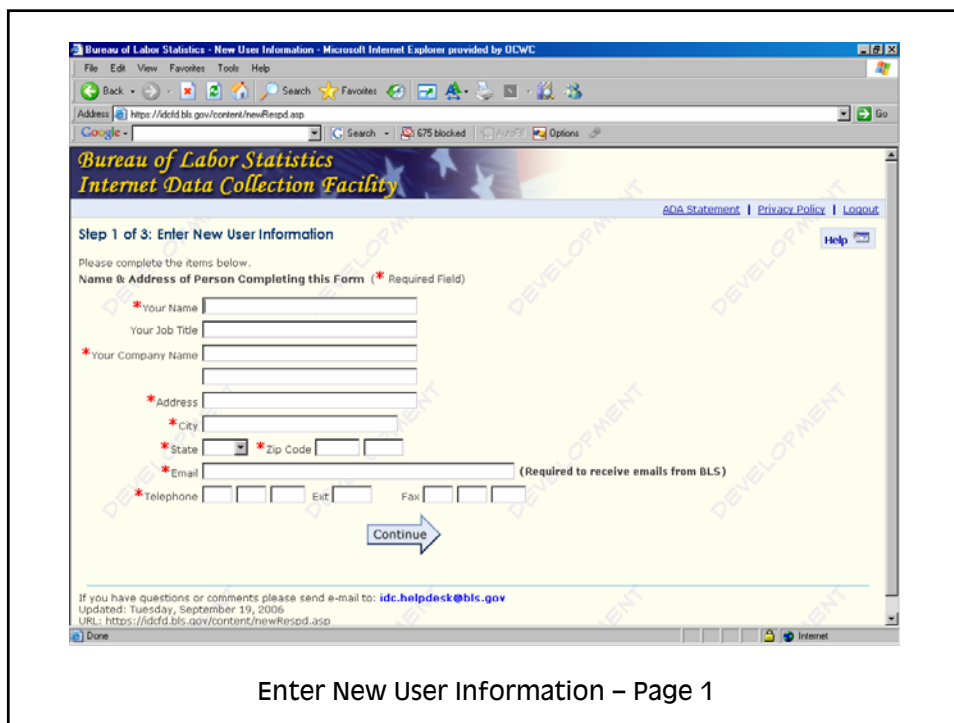 Bureau of Labor Statistics - New User Information - Microsoft Internet Explorer provided by OCWC
File Edit View Favorites Tools Help
Back Search Favorites
Address https://idcfd.bls.gov/content/newRespd.asp Go
Google Search 675 blocked AutoFill Options
Bureau of Labor Statistics
Internet Data Collection Facility
ADA Statement | Privacy Policy | Logout
Step 1 of 3: Enter New User Information
Help
Please complete the items below.
Name & Address of Person Completing this Form (* Required Field)
*Your Name
Your Job Title
*Your Company Name
*Address
*City
*State *Zip Code
*Email (Required to receive emails from BLS)
*Telephone Ext Fax
Continue
DEVELOPMENT
If you have questions or comments please send e-mail to: idc.helpdesk@bls.gov
Updated: Tuesday, September 19, 2006
URL: https://idcfd.bls.gov/content/newRespd.asp
Done Internet
Enter New User Information – Page 1